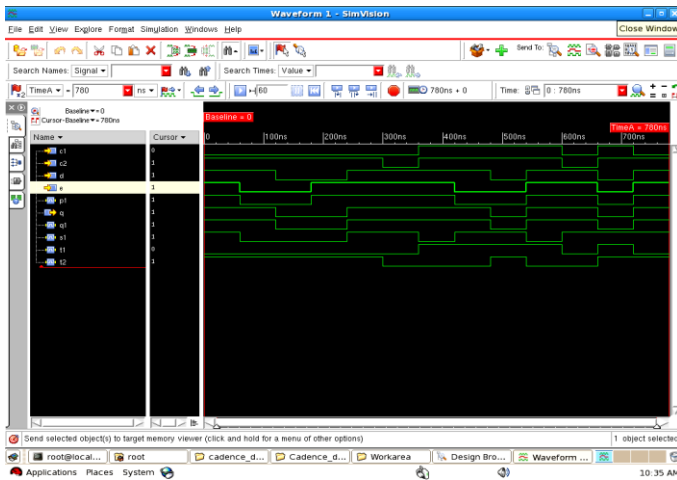 Waveform 1 - SimVision
File Edit View Explore Format Simulation Windows Help
Close Window
Send To:
Search Names: Signal
Search Times: Value
TimeA = 780 ns
60
780ns + 0
Time: 0 : 780ns
Baseline = 0
Cursor-Baseline = 780ns
Baseline = 0
TimeA = 780ns
Name Cursor
0 100ns 200ns 300ns 400ns 500ns 600ns 700ns
c1 0
c2 1
d 1
e 1
p1 1
q 1
q1 1
s1 1
t1 0
t2 1
Send selected object(s) to target memory viewer (click and hold for a menu of other options)
1 object selected
root@local... root cadence_d... Cadence_d... Workarea Design Bro... Waveform ...
Applications Places System
10:35 AM